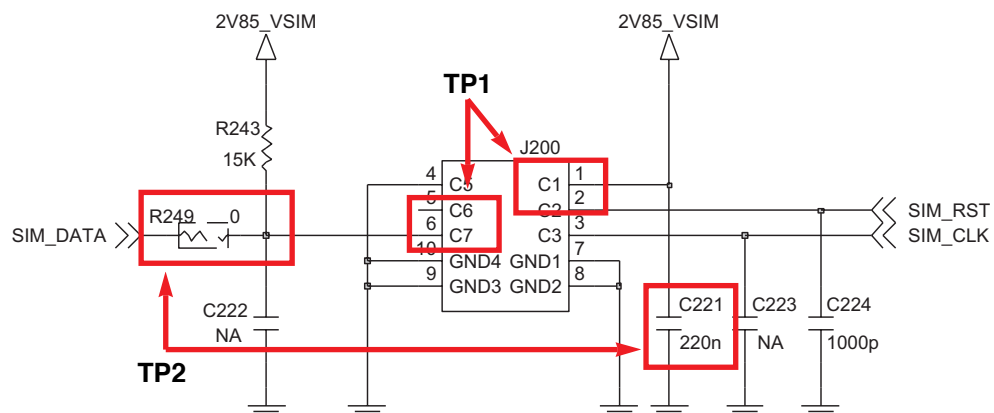 2V85_VSIM 2V85_VSIM
TP1
R243
15K
J200
4 C5 C1 1
5 C6 C2 2
R249 0
SIM_DATA 6 C7 C3 3 SIM_RST
SIM_CLK
10 GND4 GND1 7
9 GND3 GND2 8
C222 C221 C223 C224
NA 220n NA 1000p
TP2